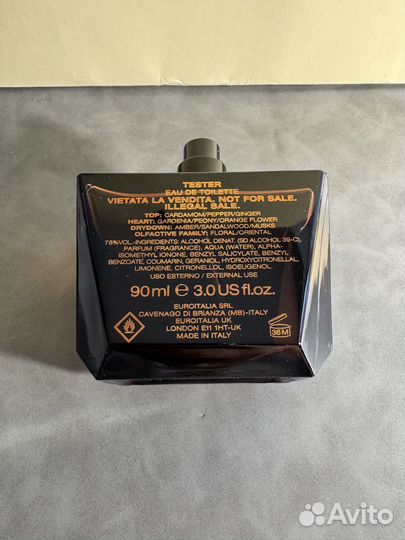 TESTER
EAU DE TOILETTE
VIETATA LA VENDITA. NOT FOR SALE.
ILLEGAL SALE.
TOP: CARDAMOM/PEPPER/GINGER
HEART: GARDENIA/PEONY/ORANGE FLOWER
DRYDOWN: AMBER/SANDALWOOD/MUSKS
OLFACTIVE FAMILY: FLORAL/ORIENTAL
78%VOL-INGREDIENTS: ALCOHOL DENAT. (SD ALCOHOL 39-C),
PARFUM (FRAGRANCE), AQUA (WATER), ALPHA-
ISOMETHYL IONONE, BENZYL SALICYLATE, BENZYL
BENZOATE, COUMARIN, GERANIOL, HYDROXYCITRONELLAL,
LIMONENE, CITRONELLOL, ISOEUGENOL.
USO ESTERNO / EXTERNAL USE
90 ml e 3.0 US fl.oz.
EUROITALIA SRL
CAVENAGO DI BRIANZA (MB)-ITALY
EUROITALIA UK
LONDON E11 1HT-UK
MADE IN ITALY
36M
Avito